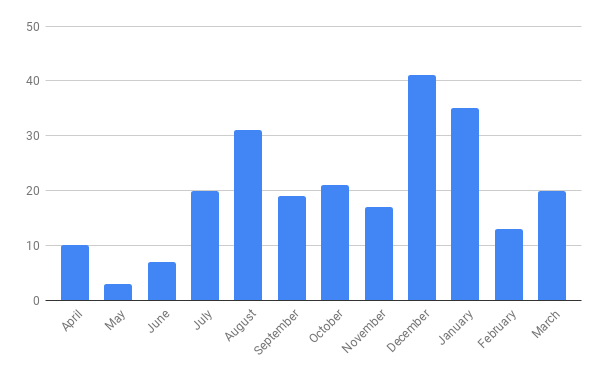 50
40
30
20
10
0
April
May
June
July
August
September
October
November
December
January
February
March